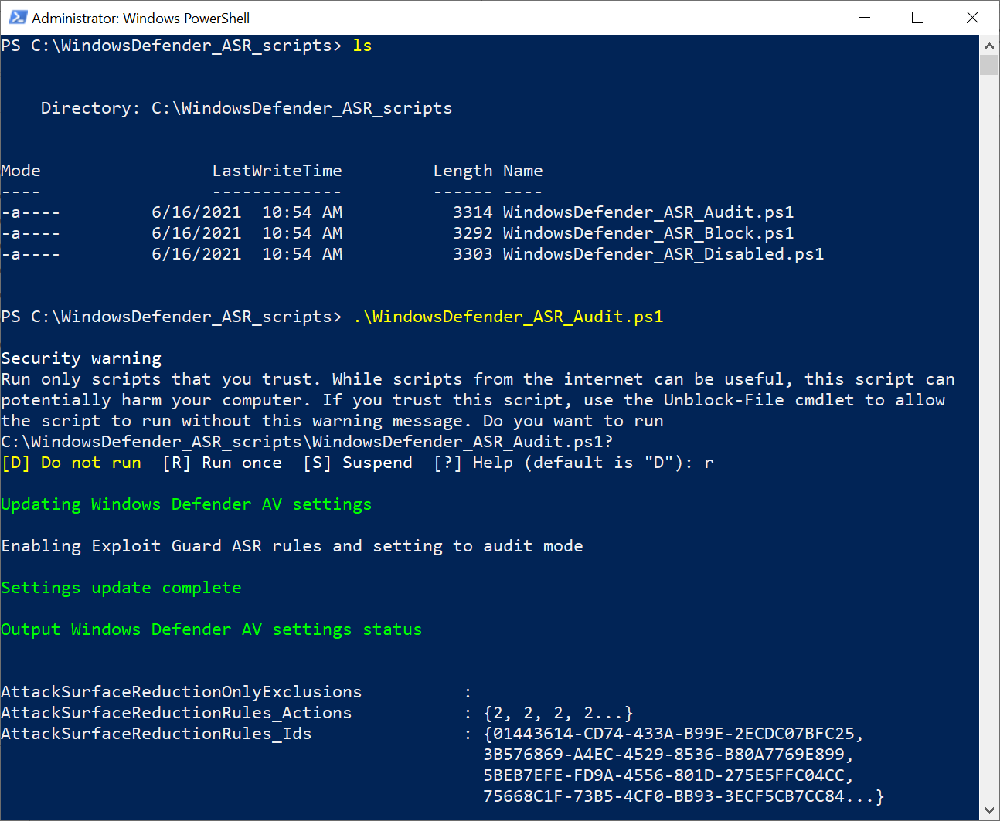 Administrator: Windows PowerShell
PS C:\WindowsDefender_ASR_scripts> ls
Directory: C:\WindowsDefender_ASR_scripts
Mode LastWriteTime Length Name
---- ------------- ------ ----
-a---- 6/16/2021 10:54 AM 3314 WindowsDefender_ASR_Audit.ps1
-a---- 6/16/2021 10:54 AM 3292 WindowsDefender_ASR_Block.ps1
-a---- 6/16/2021 10:54 AM 3303 WindowsDefender_ASR_Disabled.ps1
PS C:\WindowsDefender_ASR_scripts> .\WindowsDefender_ASR_Audit.ps1
Security warning
Run only scripts that you trust. While scripts from the internet can be useful, this script can
potentially harm your computer. If you trust this script, use the Unblock-File cmdlet to allow
the script to run without this warning message. Do you want to run
C:\WindowsDefender_ASR_scripts\WindowsDefender_ASR_Audit.ps1?
[D] Do not run [R] Run once [S] Suspend [?] Help (default is "D"): r
Updating Windows Defender AV settings
Enabling Exploit Guard ASR rules and setting to audit mode
Settings update complete
Output Windows Defender AV settings status
AttackSurfaceReductionOnlyExclusions :
AttackSurfaceReductionRules_Actions : {2, 2, 2, 2...}
AttackSurfaceReductionRules_Ids : {01443614-CD74-433A-B99E-2ECDC07BFC25,
3B576869-A4EC-4529-8536-B80A7769E899,
5BEB7EFE-FD9A-4556-801D-275E5FFC04CC,
75668C1F-73B5-4CF0-BB93-3ECF5CB7CC84...}